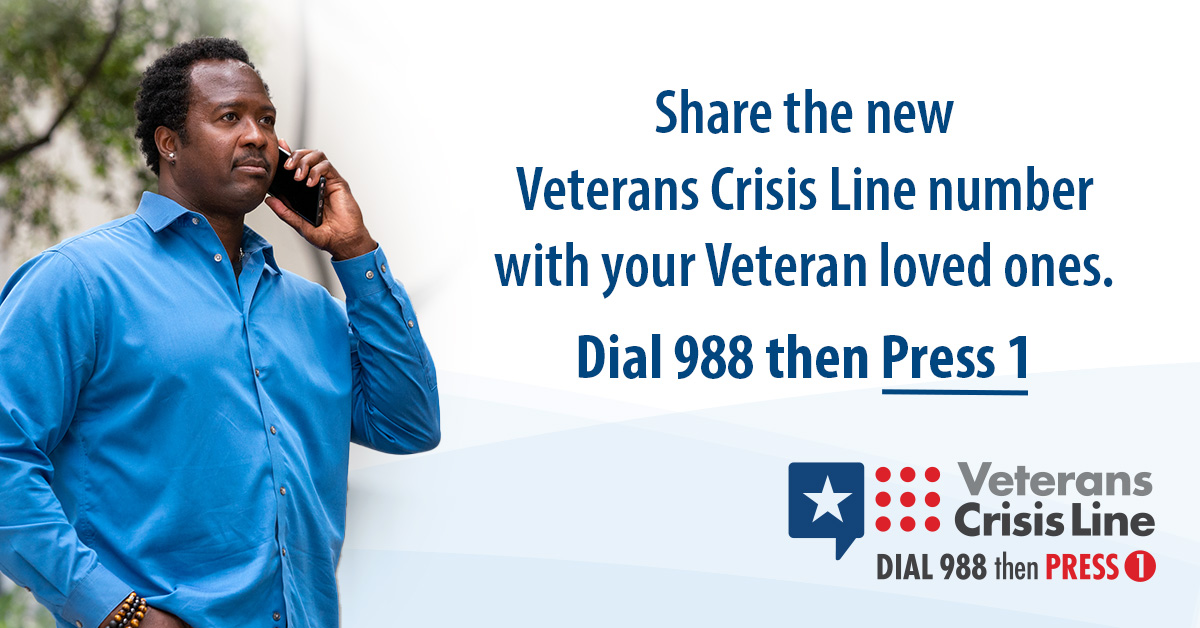 Share the new
Veterans Crisis Line number
with your Veteran loved ones.
Dial 988 then Press 1
Veterans
Crisis Line
DIAL 988 then PRESS 1